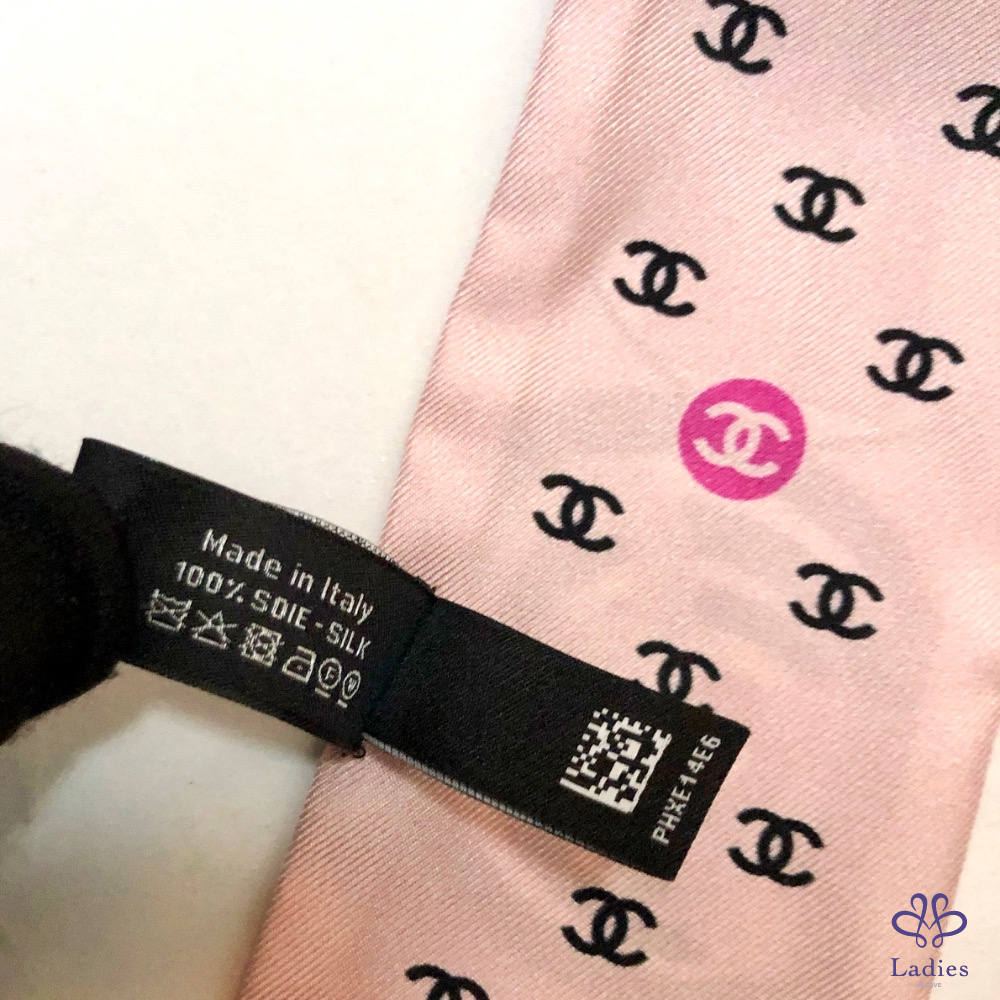 Made in Italy
100% SOIE - SILK
F W
PHXE14E6
Ladies